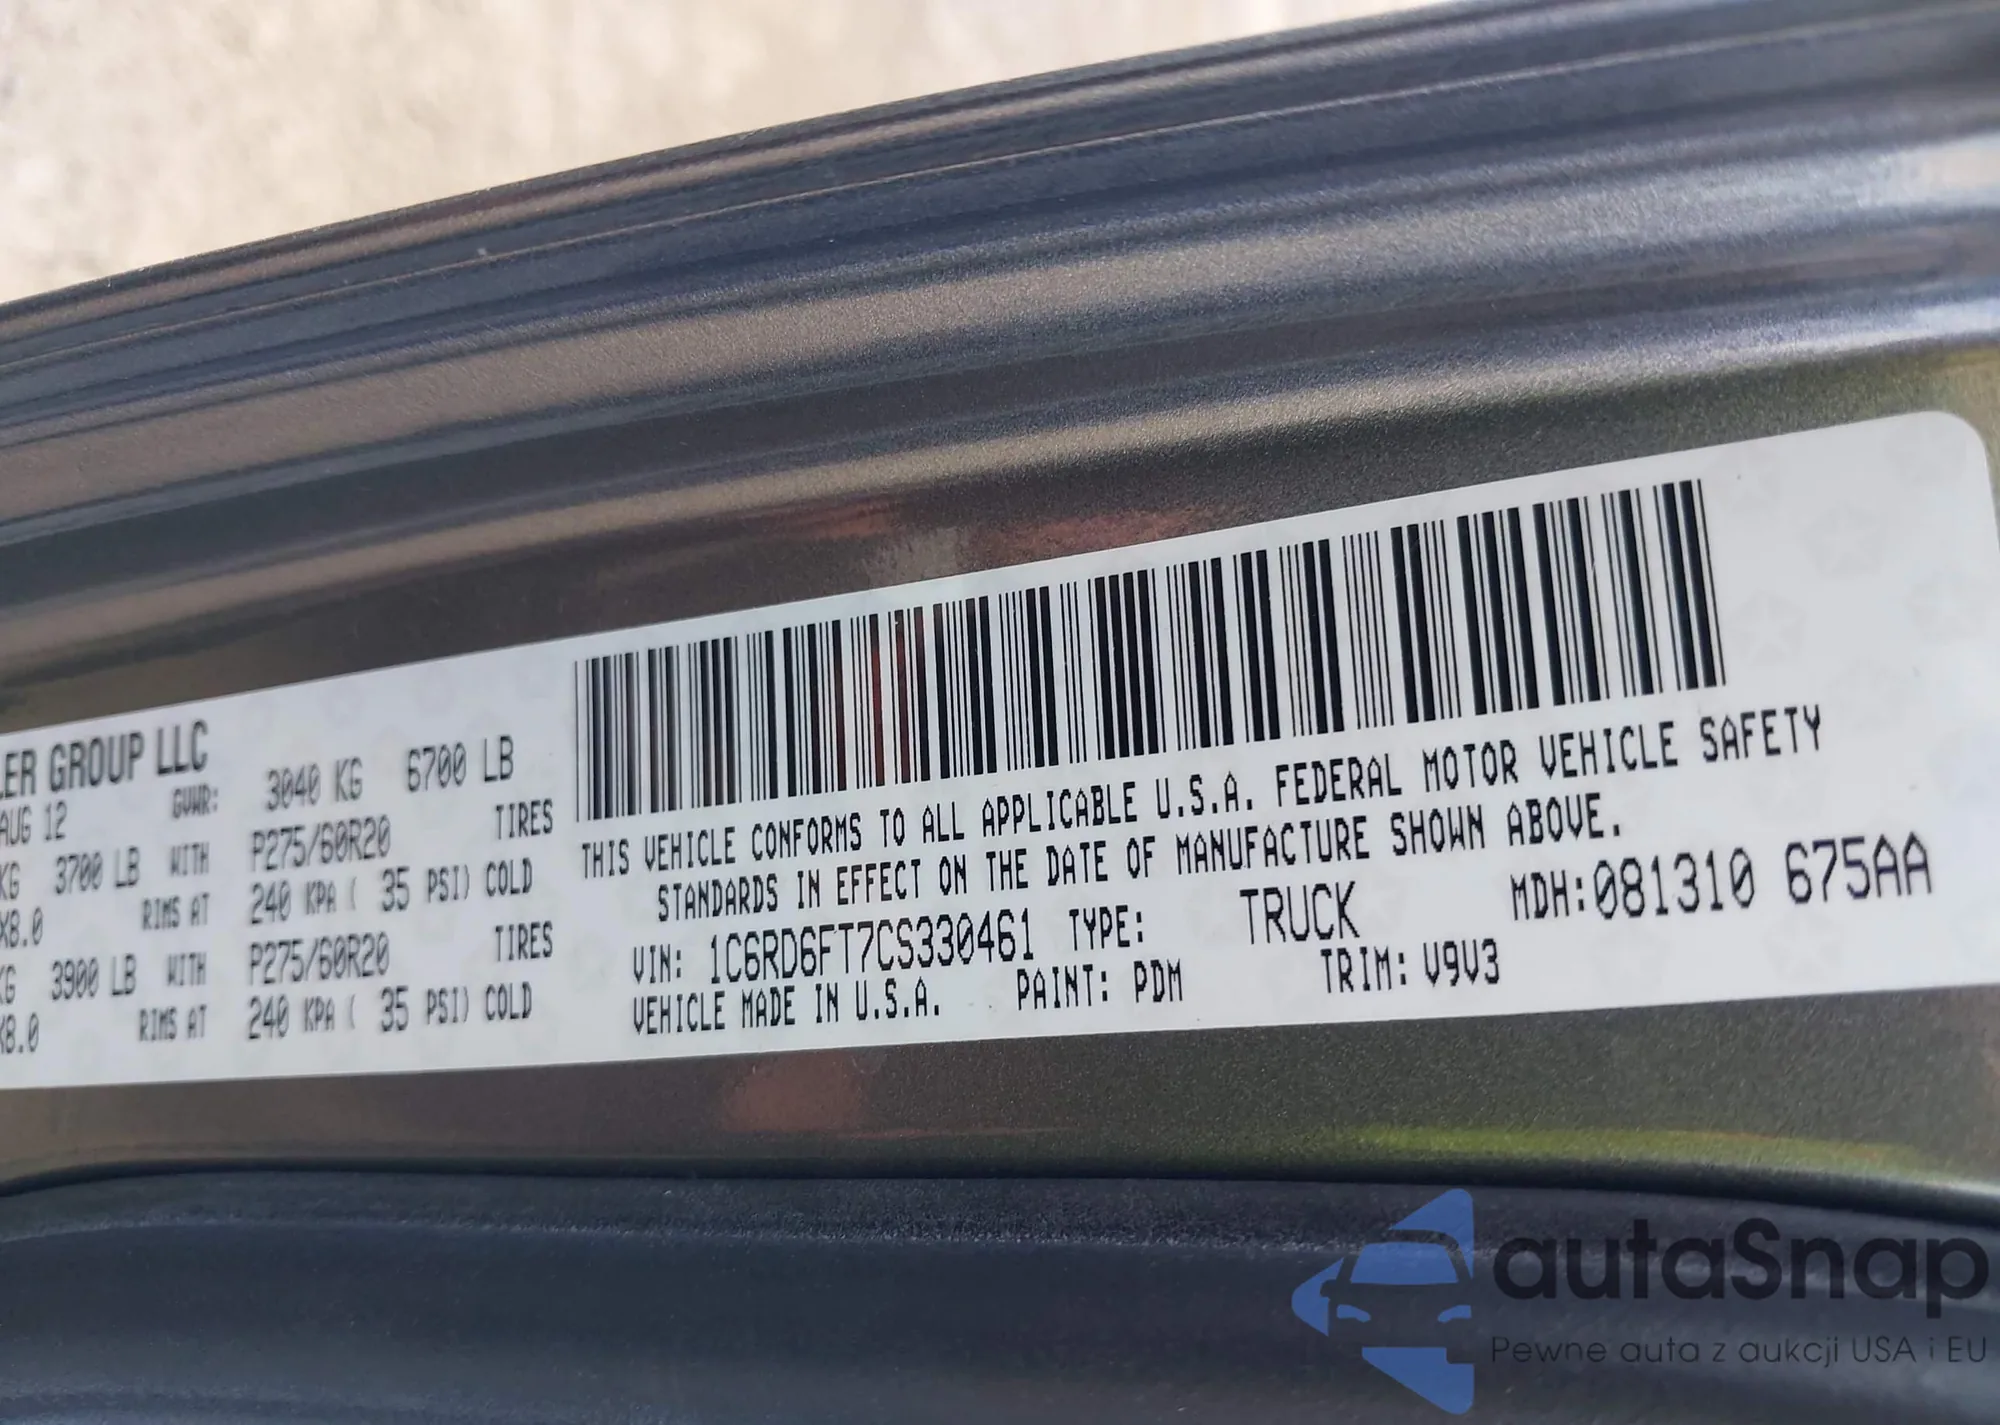 LER GROUP LLC
AUG 12 GVWR: 3040 KG 6700 LB
KG 3700 LB WITH P275/60R20 TIRES
X8.0 RIMS AT 240 KPA ( 35 PSI) COLD
KG 3900 LB WITH P275/60R20 TIRES
X8.0 RIMS AT 240 KPA ( 35 PSI) COLD
THIS VEHICLE CONFORMS TO ALL APPLICABLE U.S.A. FEDERAL MOTOR VEHICLE SAFETY
STANDARDS IN EFFECT ON THE DATE OF MANUFACTURE SHOWN ABOVE.
VIN: 1C6RD6FT7CS330461 TYPE: TRUCK MDH:081310 675AA
VEHICLE MADE IN U.S.A. PAINT: PDM TRIM: V9V3
autaSnap
Pewne auta z aukcji USA i EU